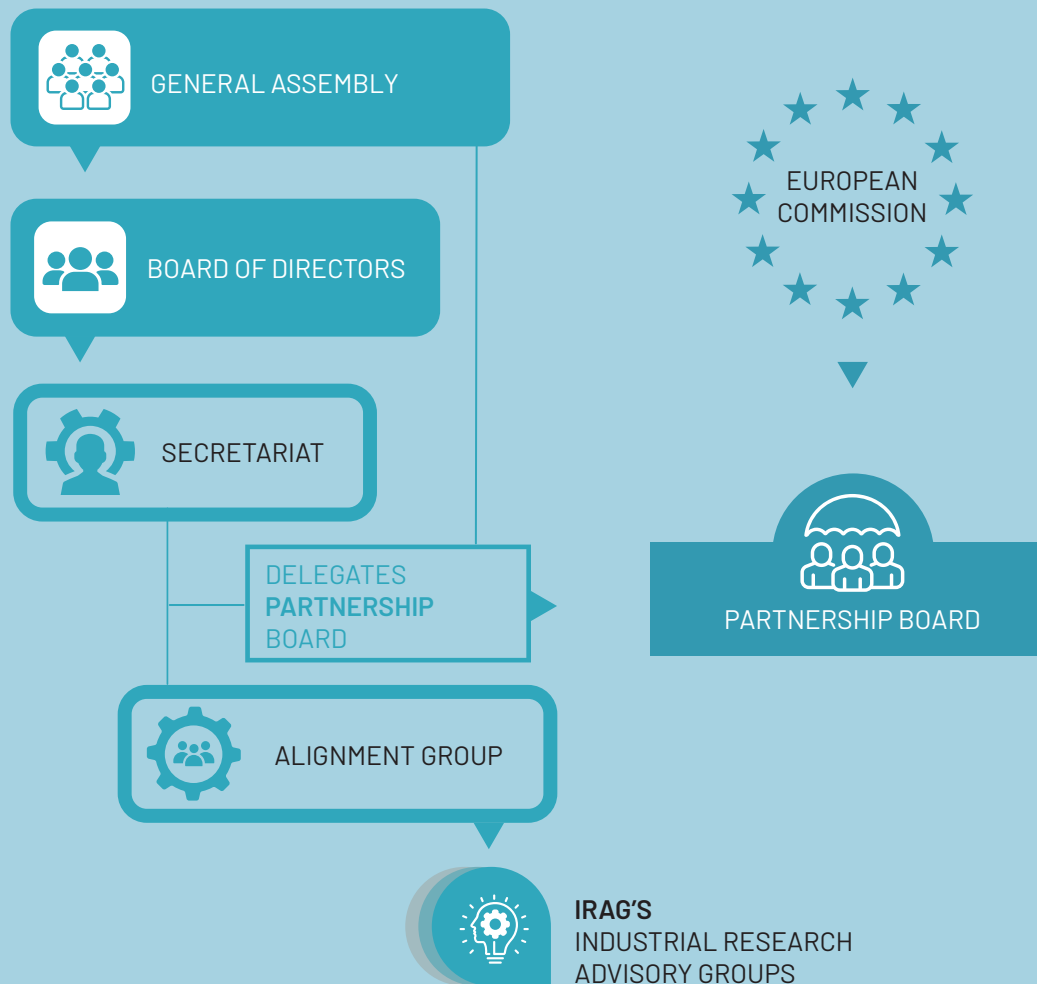 GENERAL ASSEMBLY
EUROPEAN
COMMISSION
BOARD OF DIRECTORS
SECRETARIAT
DELEGATES
PARTNERSHIP
BOARD
PARTNERSHIP BOARD
ALIGNMENT GROUP
IRAG'S
INDUSTRIAL RESEARCH
ADVISORY GROUPS